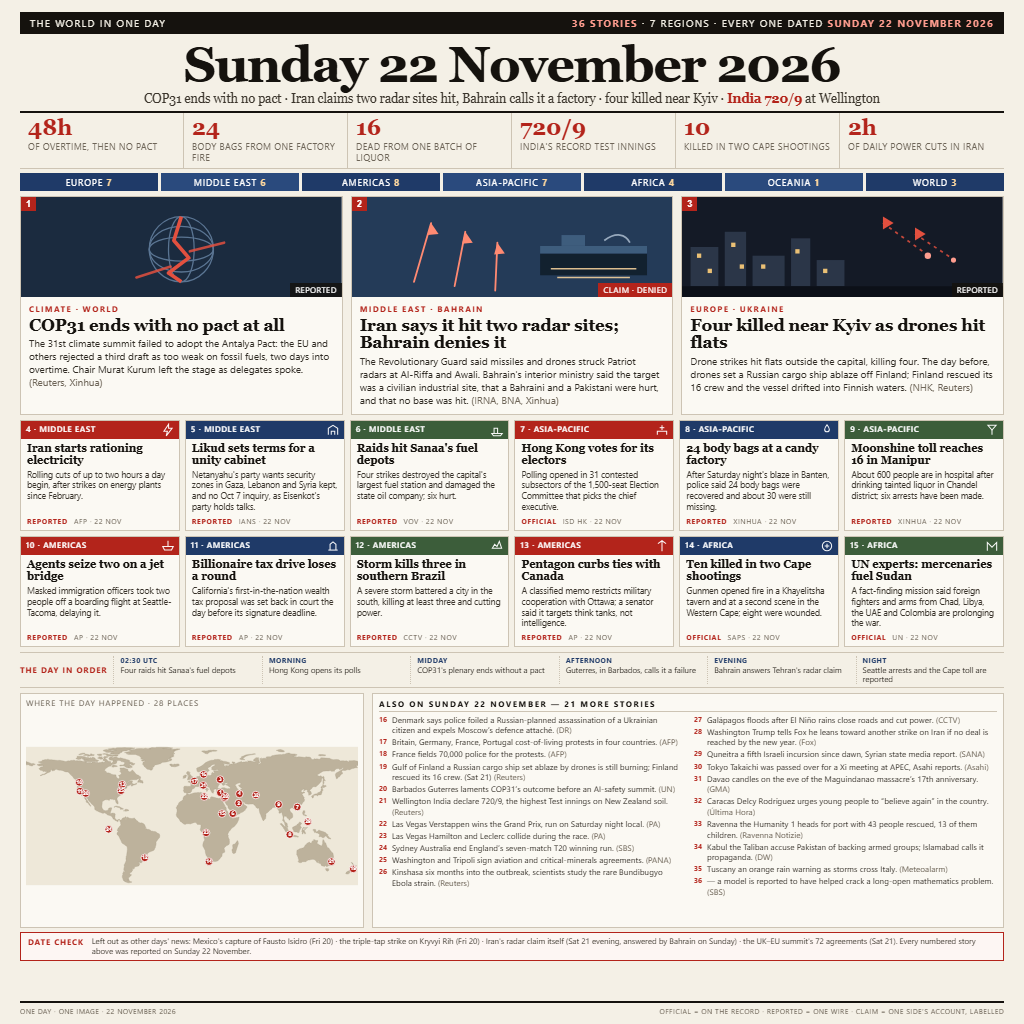 THE WORLD IN ONE DAY
36 STORIES · 7 REGIONS · EVERY ONE DATED SUNDAY 22 NOVEMBER 2026
Sunday 22 November 2026
COP31 ends with no pact · Iran claims two radar sites hit, Bahrain calls it a factory · four killed near Kyiv · India 720/9 at Wellington
48h
OF OVERTIME, THEN NO PACT
24
BODY BAGS FROM ONE FACTORY
FIRE
16
DEAD FROM ONE BATCH OF
LIQUOR
720/9
INDIA'S RECORD TEST INNINGS
10
KILLED IN TWO CAPE SHOOTINGS
2h
OF DAILY POWER CUTS IN IRAN
EUROPE 7
MIDDLE EAST 6
AMERICAS 8
ASIA-PACIFIC 7
AFRICA 4
OCEANIA 1
WORLD 3
1
REPORTED
CLIMATE · WORLD
COP31 ends with no pact at all
The 31st climate summit failed to adopt the Antalya Pact: the EU and
others rejected a third draft as too weak on fossil fuels, two days into
overtime. Chair Murat Kurum left the stage as delegates spoke.
(Reuters, Xinhua)
2
CLAIM · DENIED
MIDDLE EAST · BAHRAIN
Iran says it hit two radar sites;
Bahrain denies it
The Revolutionary Guard said missiles and drones struck Patriot
radars at Al-Riffa and Awali. Bahrain's interior ministry said the target
was a civilian industrial site, that a Bahraini and a Pakistani were hurt,
and that no base was hit. (IRNA, BNA, Xinhua)
3
REPORTED
EUROPE · UKRAINE
Four killed near Kyiv as drones hit
flats
Drone strikes hit flats outside the capital, killing four. The day before,
drones set a Russian cargo ship ablaze off Finland; Finland rescued its
16 crew and the vessel drifted into Finnish waters. (NHK, Reuters)
4 · MIDDLE EAST
Iran starts rationing
electricity
Rolling cuts of up to two hours a day
begin, after strikes on energy plants
since February.
REPORTED AFP · 22 NOV
5 · MIDDLE EAST
Likud sets terms for a
unity cabinet
Netanyahu's party wants security
zones in Gaza, Lebanon and Syria kept,
and no Oct 7 inquiry, as Eisenkot's
party holds talks.
REPORTED IANS · 22 NOV
6 · MIDDLE EAST
Raids hit Sanaa's fuel
depots
Four strikes destroyed the capital's
largest fuel station and damaged the
state oil company; six hurt.
REPORTED VOV · 22 NOV
7 · ASIA-PACIFIC
Hong Kong votes for its
electors
Polling opened in 31 contested
subsectors of the 1,500-seat Election
Committee that picks the chief
executive.
OFFICIAL ISD HK · 22 NOV
8 · ASIA-PACIFIC
24 body bags at a candy
factory
After Saturday night's blaze in Banten,
police said 24 body bags were
recovered and about 30 were still
missing.
REPORTED XINHUA · 22 NOV
9 · ASIA-PACIFIC
Moonshine toll reaches
16 in Manipur
About 600 people are in hospital after
drinking tainted liquor in Chandel
district; six arrests have been made.
REPORTED XINHUA · 22 NOV
10 · AMERICAS
Agents seize two on a jet
bridge
Masked immigration officers took two
people off a boarding flight at Seattle-
Tacoma, delaying it.
REPORTED AP · 22 NOV
11 · AMERICAS
Billionaire tax drive loses
a round
California's first-in-the-nation wealth
tax proposal was set back in court the
day before its signature deadline.
REPORTED AP · 22 NOV
12 · AMERICAS
Storm kills three in
southern Brazil
A severe storm battered a city in the
south, killing at least three and cutting
power.
REPORTED CCTV · 22 NOV
13 · AMERICAS
Pentagon curbs ties with
Canada
A classified memo restricts military
cooperation with Ottawa; a senator
said it targets think tanks, not
intelligence.
REPORTED AP · 22 NOV
14 · AFRICA
Ten killed in two Cape
shootings
Gunmen opened fire in a Khayelitsha
tavern and at a second scene in the
Western Cape; eight were wounded.
OFFICIAL SAPS · 22 NOV
15 · AFRICA
UN experts: mercenaries
fuel Sudan
A fact-finding mission said foreign
fighters and arms from Chad, Libya,
the UAE and Colombia are prolonging
the war.
OFFICIAL UN · 22 NOV
THE DAY IN ORDER
02:30 UTC
Four raids hit Sanaa's fuel depots
MORNING
Hong Kong opens its polls
MIDDAY
COP31's plenary ends without a pact
AFTERNOON
Guterres, in Barbados, calls it a failure
EVENING
Bahrain answers Tehran's radar claim
NIGHT
Seattle arrests and the Cape toll are
reported
WHERE THE DAY HAPPENED · 28 PLACES
ALSO ON SUNDAY 22 NOVEMBER — 21 MORE STORIES
16 Denmark says police foiled a Russian-planned assassination of a Ukrainian
citizen and expels Moscow's defence attaché. (DR)
17 Britain, Germany, France, Portugal cost-of-living protests in four countries. (AFP)
18 France fields 70,000 police for the protests. (AFP)
19 Gulf of Finland a Russian cargo ship set ablaze by drones is still burning; Finland
rescued its 16 crew. (Sat 21) (Reuters)
20 Barbados Guterres laments COP31's outcome before an AI-safety summit. (UN)
21 Wellington India declare 720/9, the highest Test innings on New Zealand soil.
(Reuters)
22 Las Vegas Verstappen wins the Grand Prix, run on Saturday night local. (PA)
23 Las Vegas Hamilton and Leclerc collide during the race. (PA)
24 Sydney Australia end England's seven-match T20 winning run. (SBS)
25 Washington and Tripoli sign aviation and critical-minerals agreements. (PANA)
26 Kinshasa six months into the outbreak, scientists study the rare Bundibugyo
Ebola strain. (Reuters)
27 Galápagos floods after El Niño rains close roads and cut power. (CCTV)
28 Washington Trump tells Fox he leans toward another strike on Iran if no deal is
reached by the new year. (Fox)
29 Quneitra a fifth Israeli incursion since dawn, Syrian state media report. (SANA)
30 Tokyo Takaichi was passed over for a Xi meeting at APEC, Asahi reports. (Asahi)
31 Davao candles on the eve of the Maguindanao massacre's 17th anniversary.
(GMA)
32 Caracas Delcy Rodríguez urges young people to "believe again" in the country.
(Última Hora)
33 Ravenna the Humanity 1 heads for port with 43 people rescued, 13 of them
children. (Ravenna Notizie)
34 Kabul the Taliban accuse Pakistan of backing armed groups; Islamabad calls it
propaganda. (DW)
35 Tuscany an orange rain warning as storms cross Italy. (Meteoalarm)
36 — a model is reported to have helped crack a long-open mathematics problem.
(SBS)
DATE CHECK
Left out as other days' news: Mexico's capture of Fausto Isidro (Fri 20) · the triple-tap strike on Kryvyi Rih (Fri 20) · Iran's radar claim itself (Sat 21 evening, answered by Bahrain on Sunday) · the UK–EU summit's 72 agreements (Sat 21). Every numbered story
above was reported on Sunday 22 November.
ONE DAY · ONE IMAGE · 22 NOVEMBER 2026
OFFICIAL = ON THE RECORD · REPORTED = ONE WIRE · CLAIM = ONE SIDE'S ACCOUNT, LABELLED